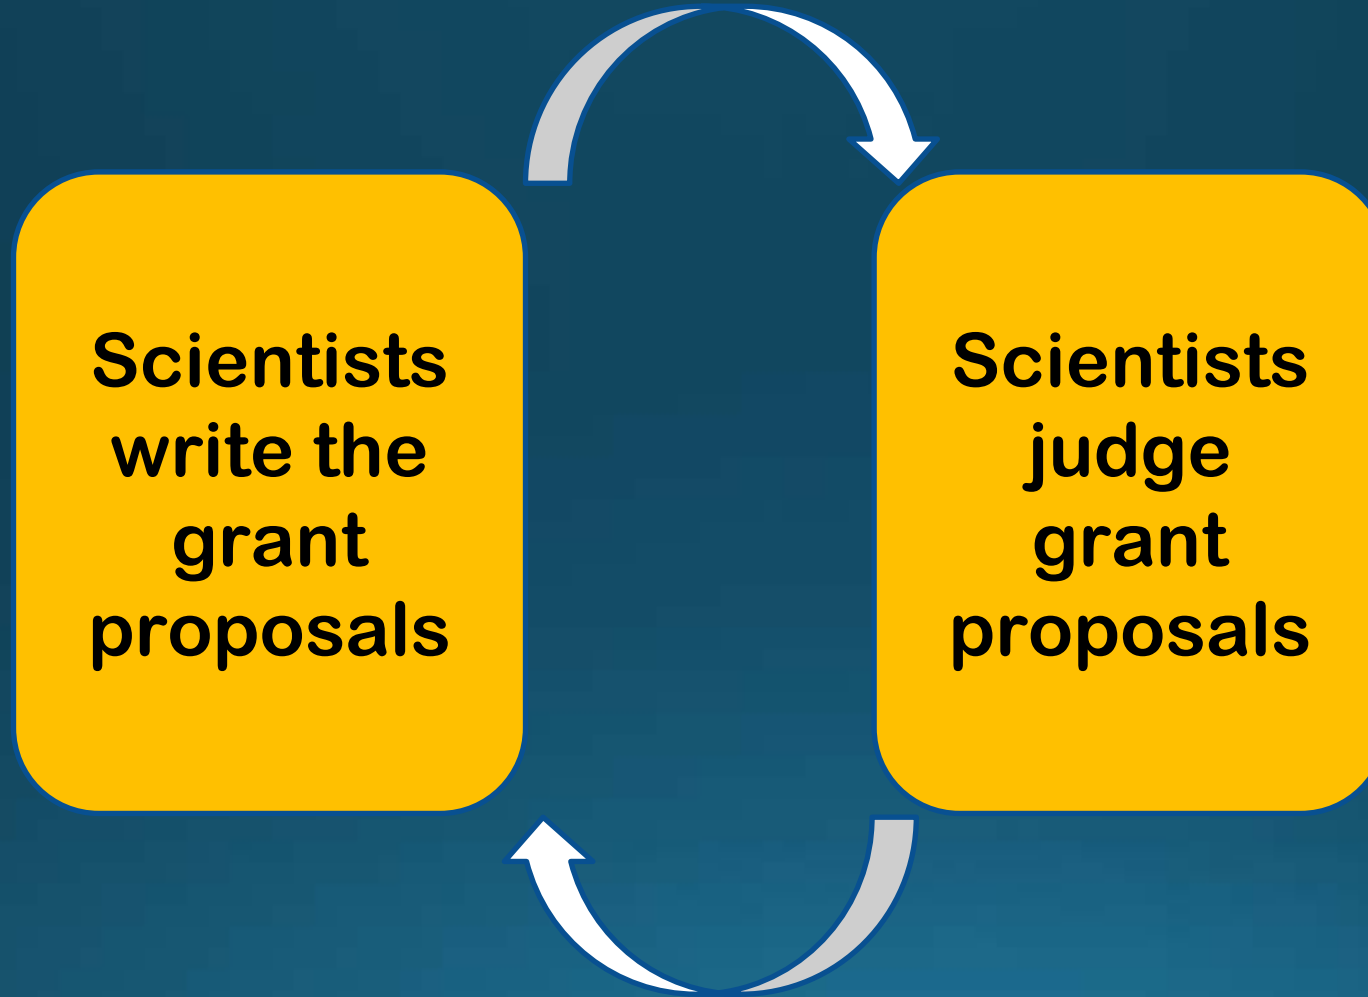 Scientists
write the
grant
proposals
Scientists
judge
grant
proposals